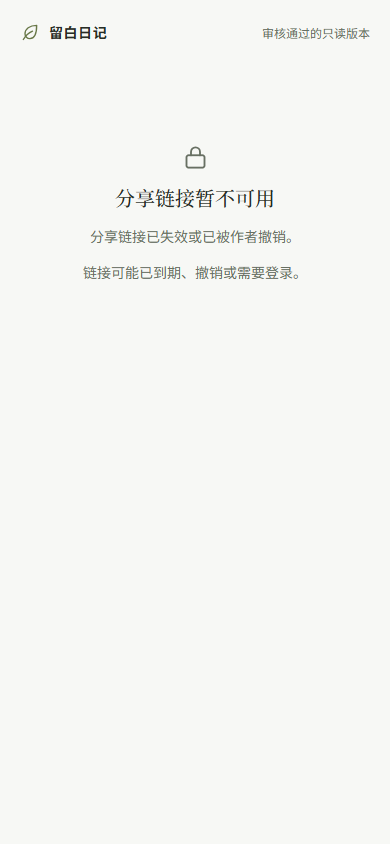 留白日记
审核通过的只读版本
分享链接暂不可用
分享链接已失效或已被作者撤销。
链接可能已到期、撤销或需要登录。